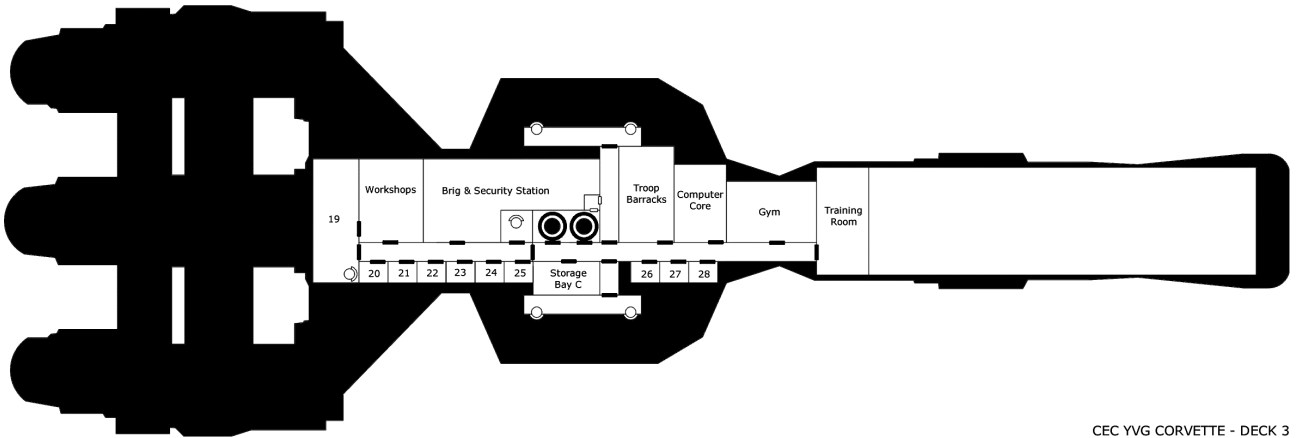 Workshops
Brig & Security Station
Troop
Barracks
Computer
Core
Gym
Training
Room
19
20
21
22
23
24
25
Storage
Bay C
26
27
28
CEC YVG CORVETTE - DECK 3